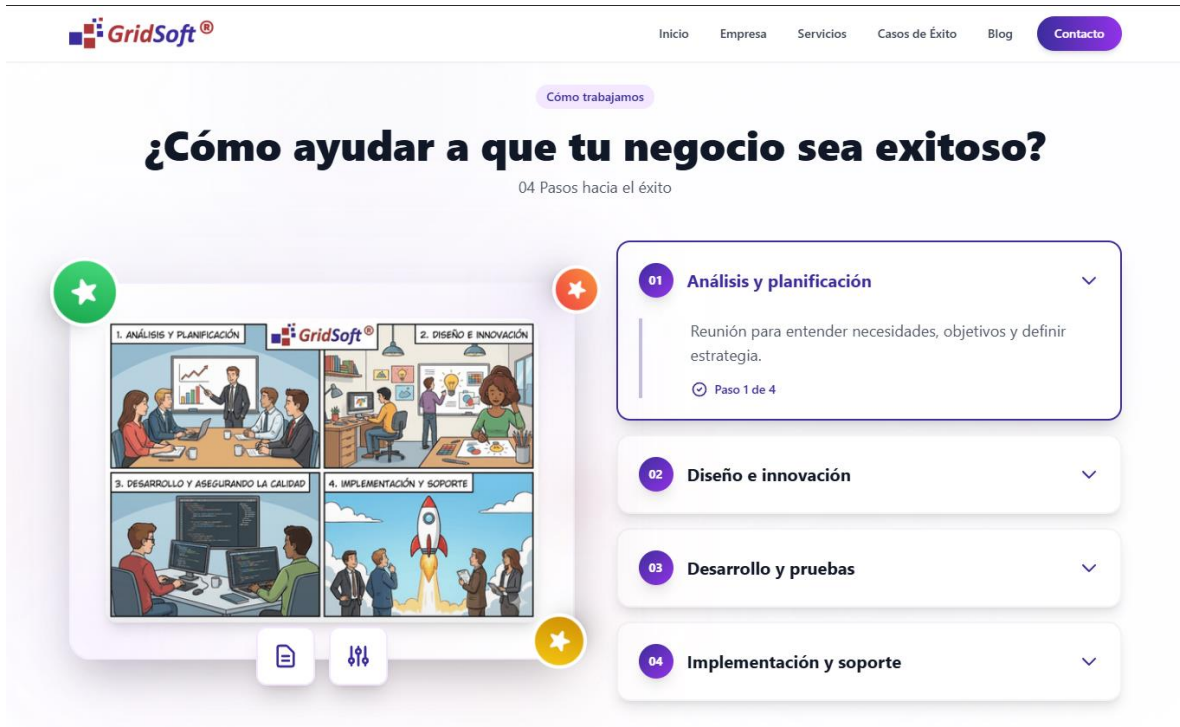 GridSoft ®
Inicio
Empresa
Servicios
Casos de Éxito
Blog
Contacto
Cómo trabajamos
¿Cómo ayudar a que tu negocio sea exitoso?
04 Pasos hacia el éxito
1. ANÁLISIS Y PLANIFICACIÓN
GridSoft ®
2. DISEÑO E INNOVACIÓN
3. DESARROLLO Y ASEGURANDO LA CALIDAD
4. IMPLEMENTACIÓN Y SOPORTE
01
Análisis y planificación
Reunión para entender necesidades, objetivos y definir
estrategia.
Paso 1 de 4
02
Diseño e innovación
03
Desarrollo y pruebas
04
Implementación y soporte